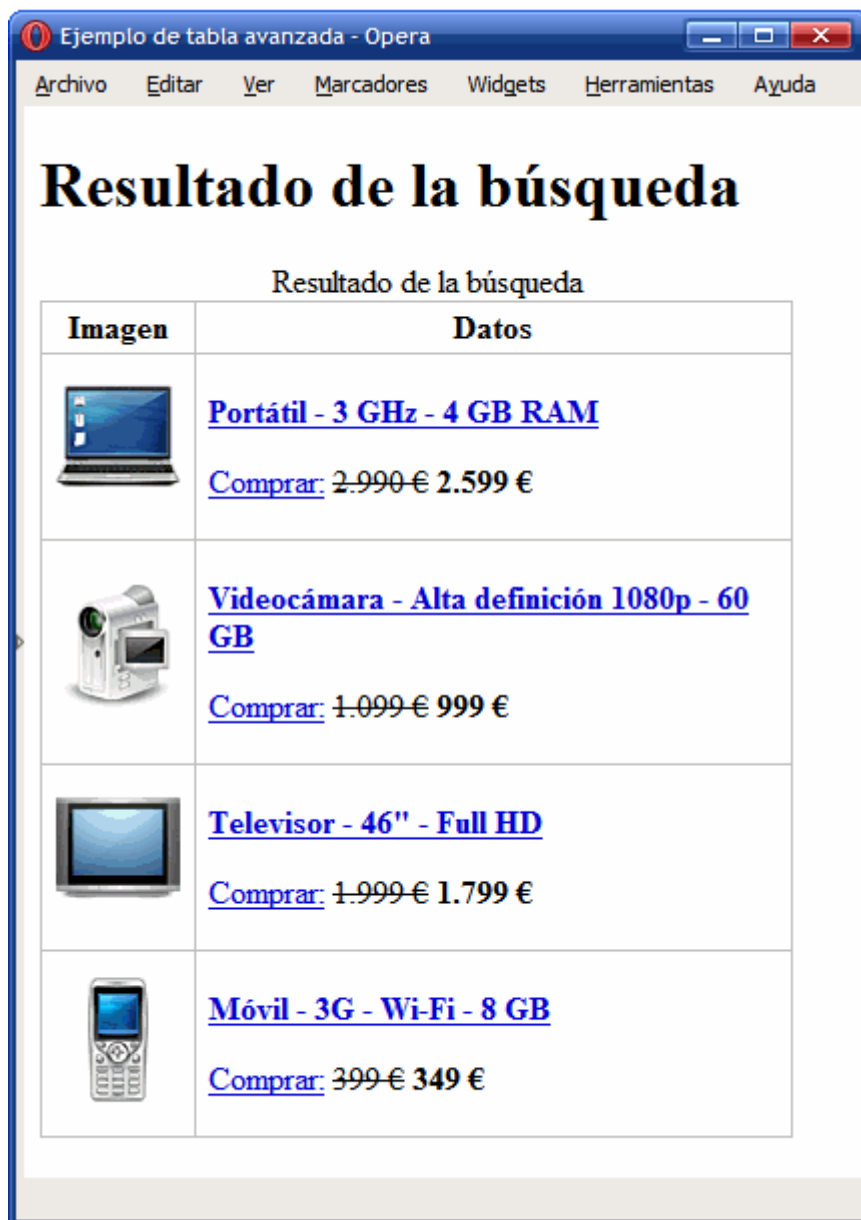 Ejemplo de tabla avanzada - Opera
Archivo Editar Ver Marcadores Widgets Herramientas Ayuda
Resultado de la búsqueda
Resultado de la búsqueda
Imagen Datos
Portátil - 3 GHz - 4 GB RAM
Comprar: 2.990 € 2.599 €
Videocámara - Alta definición 1080p - 60
GB
Comprar: 1.099 € 999 €
Televisor - 46" - Full HD
Comprar: 1.999 € 1.799 €
Móvil - 3G - Wi-Fi - 8 GB
Comprar: 399 € 349 €